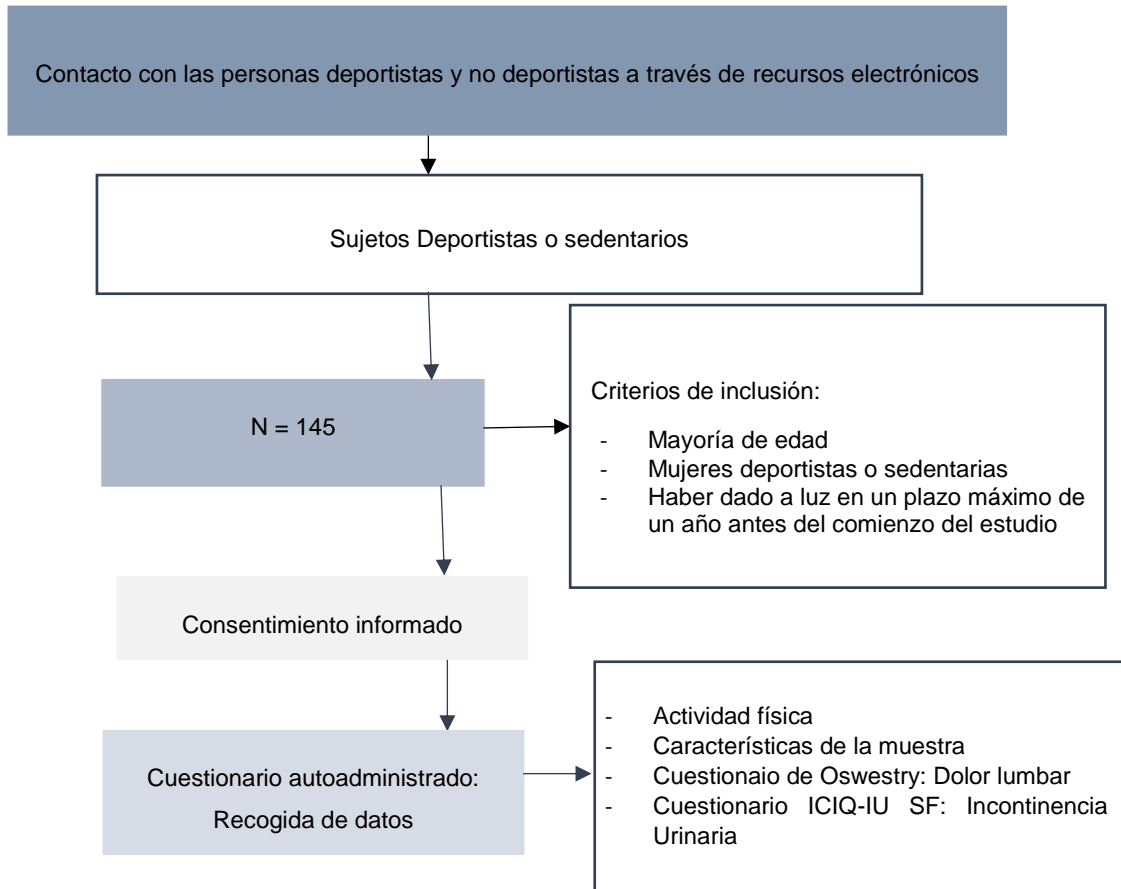 Contacto con las personas deportistas y no deportistas a través de recursos electrónicos
Sujetos Deportistas o sedentarios
N = 145
Criterios de inclusión:
- Mayoría de edad
- Mujeres deportistas o sedentarias
- Haber dado a luz en un plazo máximo de
un año antes del comienzo del estudio
Consentimiento informado
Cuestionario autoadministrado:
Recogida de datos
- Actividad física
- Características de la muestra
- Cuestionaio de Oswestry: Dolor lumbar
- Cuestionario ICIQ-IU SF: Incontinencia
Urinaria